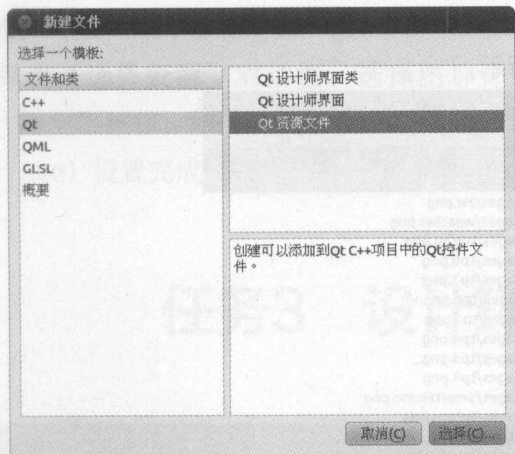 新建文件
选择一个模板:
文件和类
C++
Qt
QML
GLSL
概要
Qt 设计师界面类
Qt 设计师界面
Qt 资源文件
创建可以添加到Qt C++项目中的Qt控件文
件。
取消(C)
选择(C)...